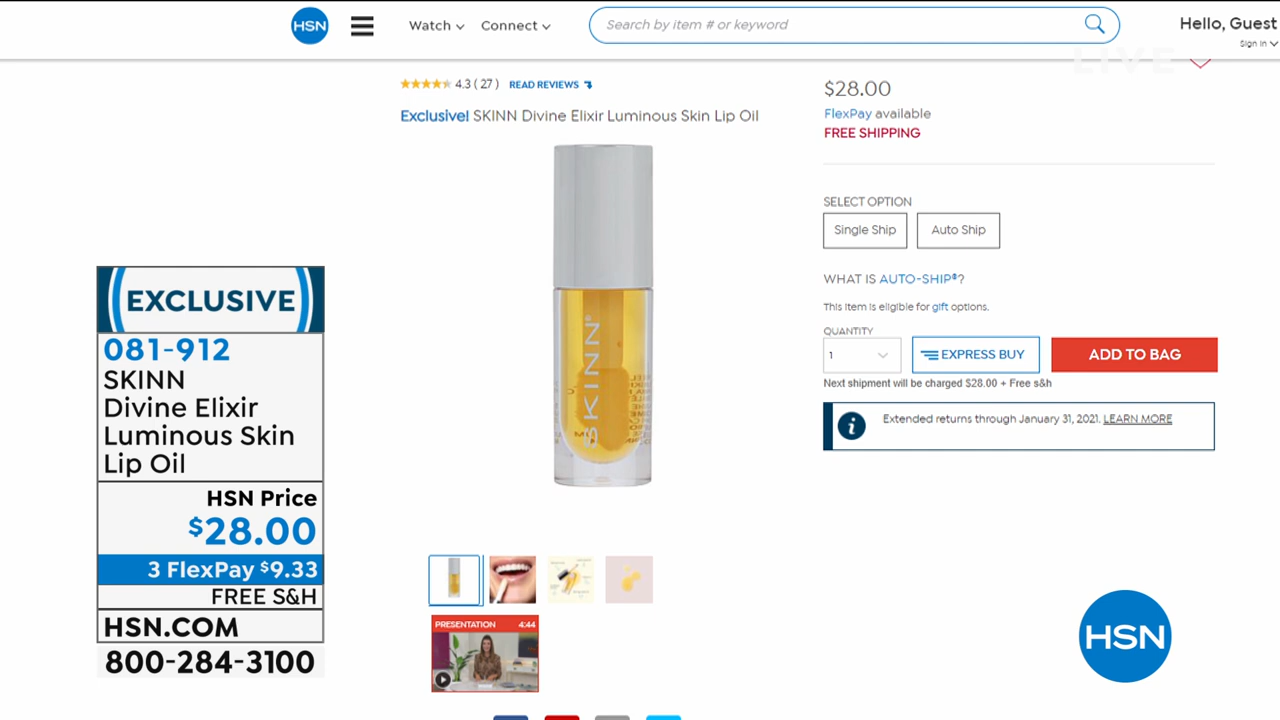 HSN
Watch
Connect
Search by item # or keyword
Hello, Guest
Sign In
LIVE
4.3 ( 27 ) READ REVIEWS
Exclusive! SKINN Divine Elixir Luminous Skin Lip Oil
$28.00
FlexPay available
FREE SHIPPING
SELECT OPTION
Single Ship
Auto Ship
WHAT IS AUTO-SHIP®?
This item is eligible for gift options.
QUANTITY
1
EXPRESS BUY
ADD TO BAG
Next shipment will be charged $28.00 + Free s&h
Extended returns through January 31, 2021. LEARN MORE
SKINN®
EXCLUSIVE
081-912
SKINN
Divine Elixir
Luminous Skin
Lip Oil
HSN Price
$28.00
3 FlexPay $9.33
FREE S&H
HSN.COM
800-284-3100
PRESENTATION 4:44
HSN